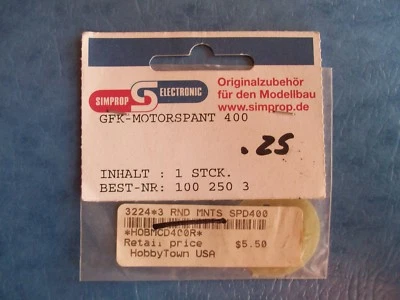 SIMPROP ELECTRONIC
Originalzubehör
für den Modellbau
www.simprop.de
GFK-MOTORSPANT 400
.25
INHALT : 1 STCK.
BEST-NR: 100 250 3
3224*3 RND MNTS SPD400
*HOBMCD400R*
Retail price $5.50
HobbyTown USA